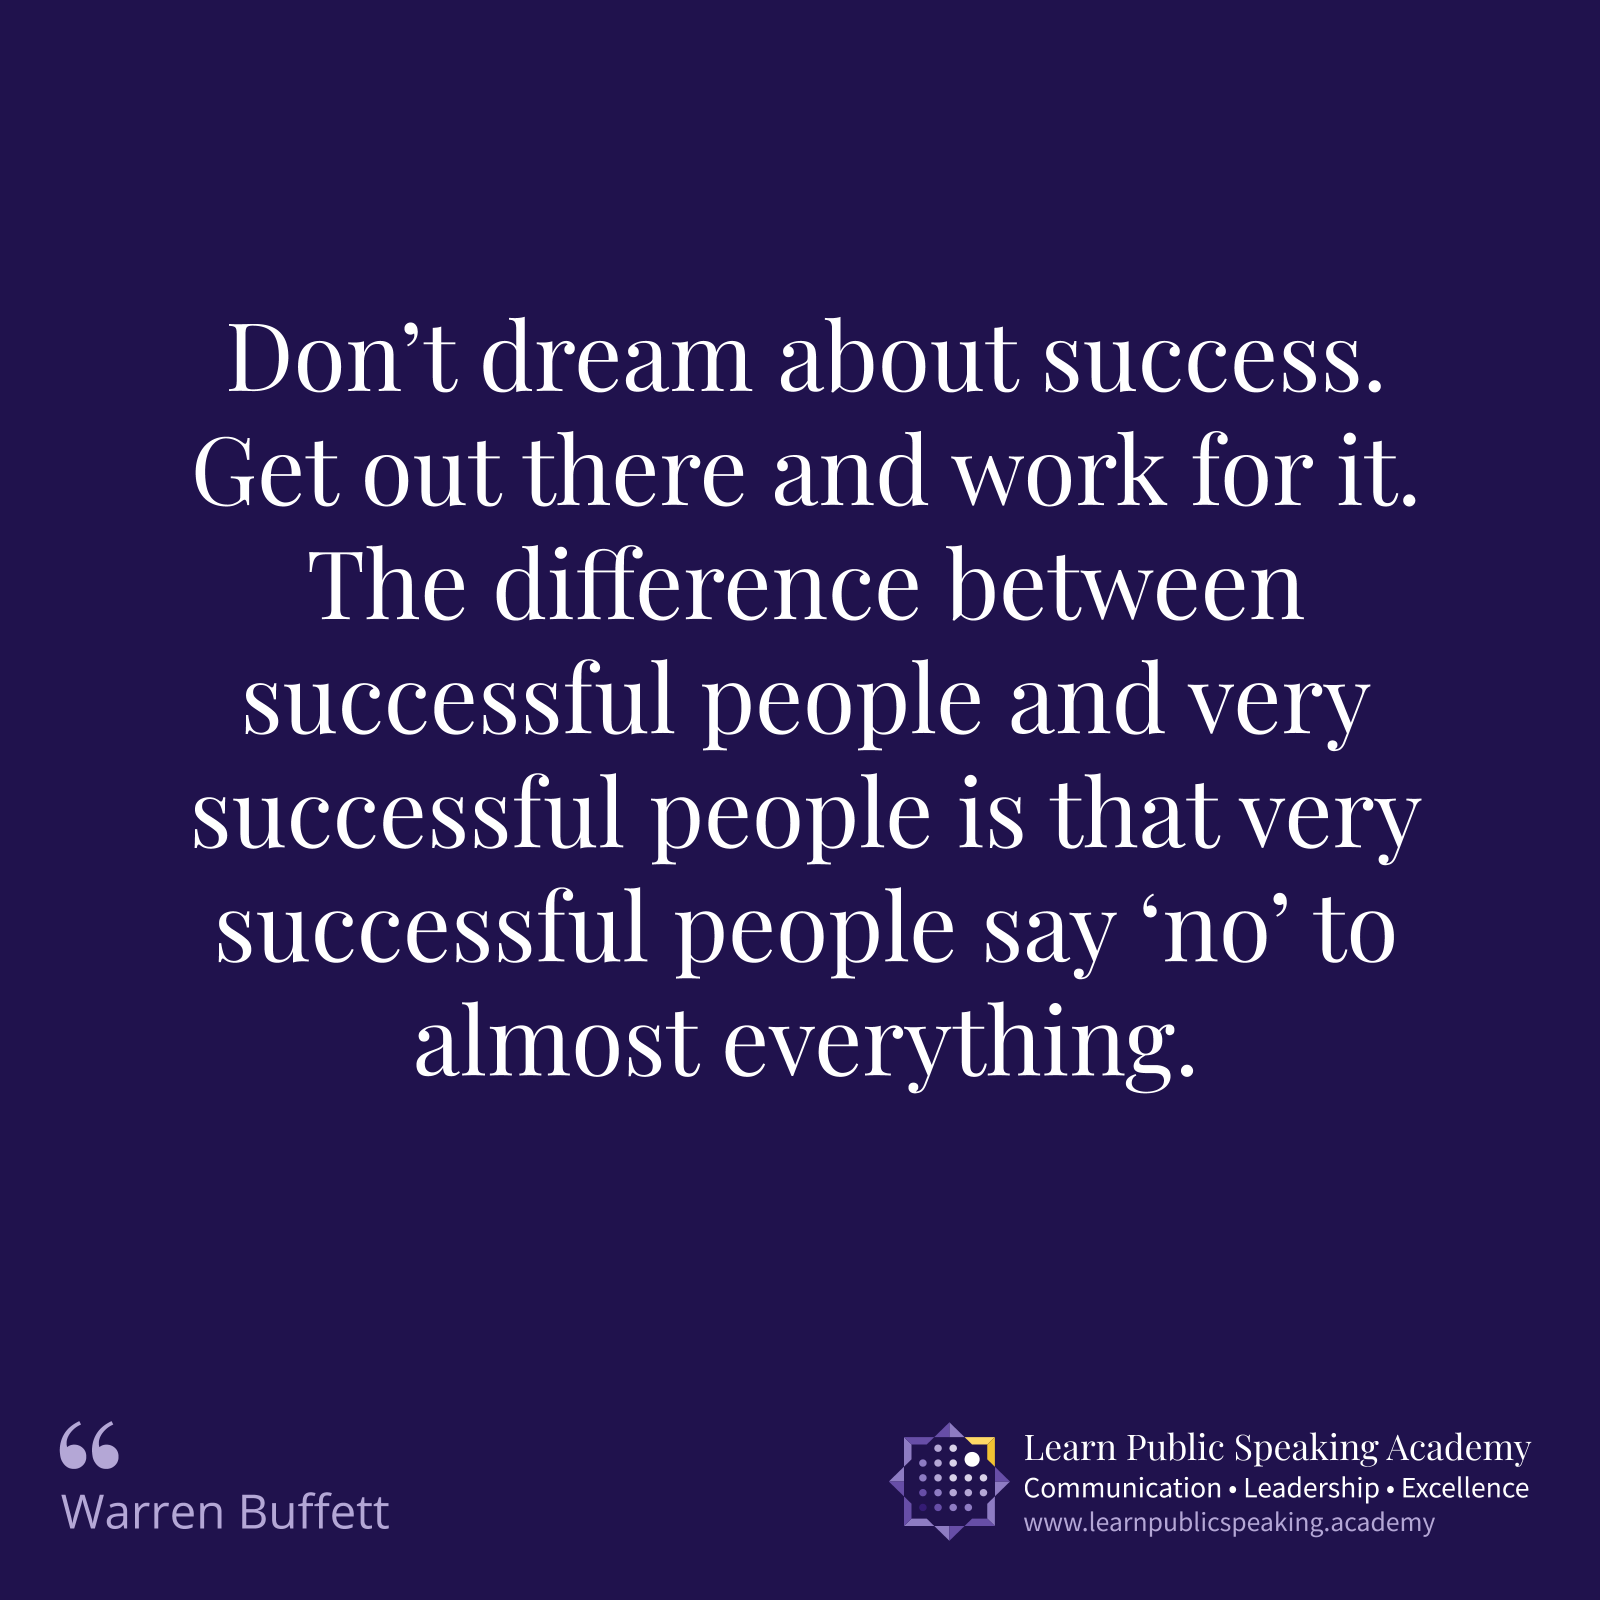 Don’t dream about success.
Get out there and work for it.
The difference between
successful people and very
successful people is that very
successful people say ‘no’ to
almost everything.
“
Warren Buffett
Learn Public Speaking Academy
Communication • Leadership • Excellence
www.learnpublicspeaking.academy